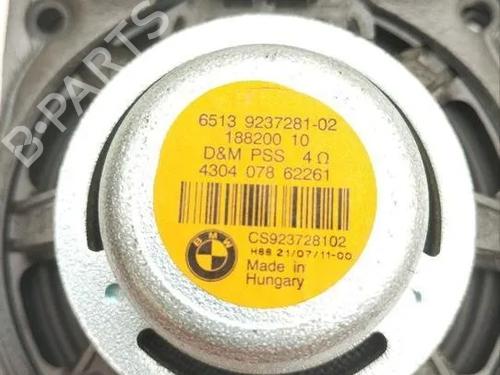 B-PARTS
6513 9237281-02
188200 10
D&M PSS 4 Ω
4304 078 62261
CS923728102
BMW
H88 21/07/11-00
Made in
Hungary